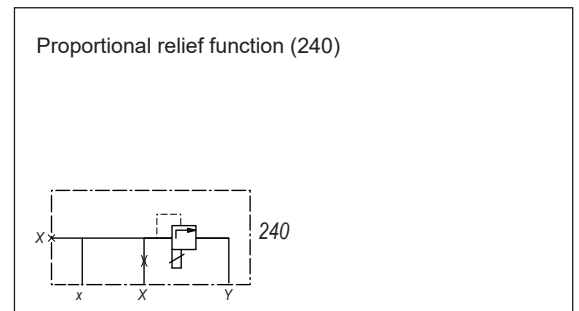 Proportional relief function (240)
240
X
x X Y